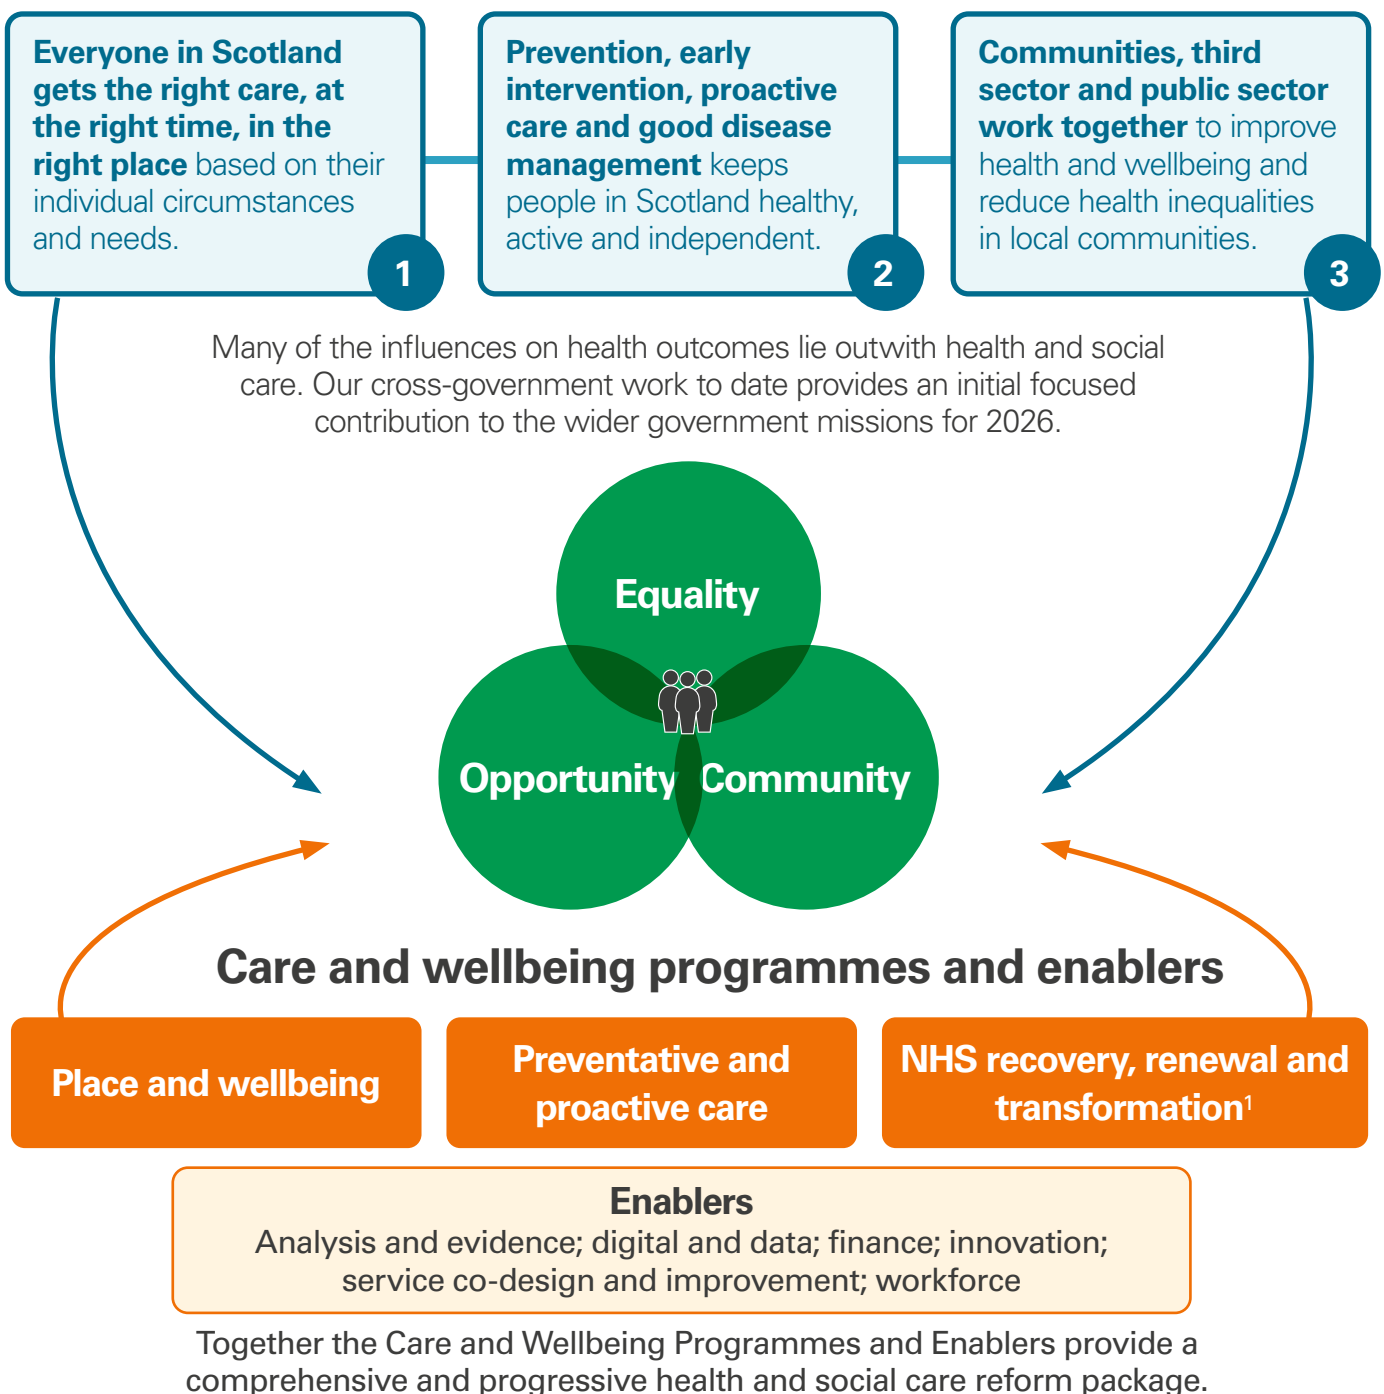 Everyone in Scotland
gets the right care, at
the right time, in the
right place based on their
individual circumstances
and needs.
1
Prevention, early
intervention, proactive
care and good disease
management keeps
people in Scotland healthy,
active and independent.
2
Communities, third
sector and public sector
work together to improve
health and wellbeing and
reduce health inequalities
in local communities.
3
Many of the influences on health outcomes lie outwith health and social
care. Our cross-government work to date provides an initial focused
contribution to the wider government missions for 2026.
Equality
Opportunity
Community
Care and wellbeing programmes and enablers
Place and wellbeing
Preventative and
proactive care
NHS recovery, renewal and
transformation¹
Enablers
Analysis and evidence; digital and data; finance; innovation;
service co-design and improvement; workforce
Together the Care and Wellbeing Programmes and Enablers provide a
comprehensive and progressive health and social care reform package.